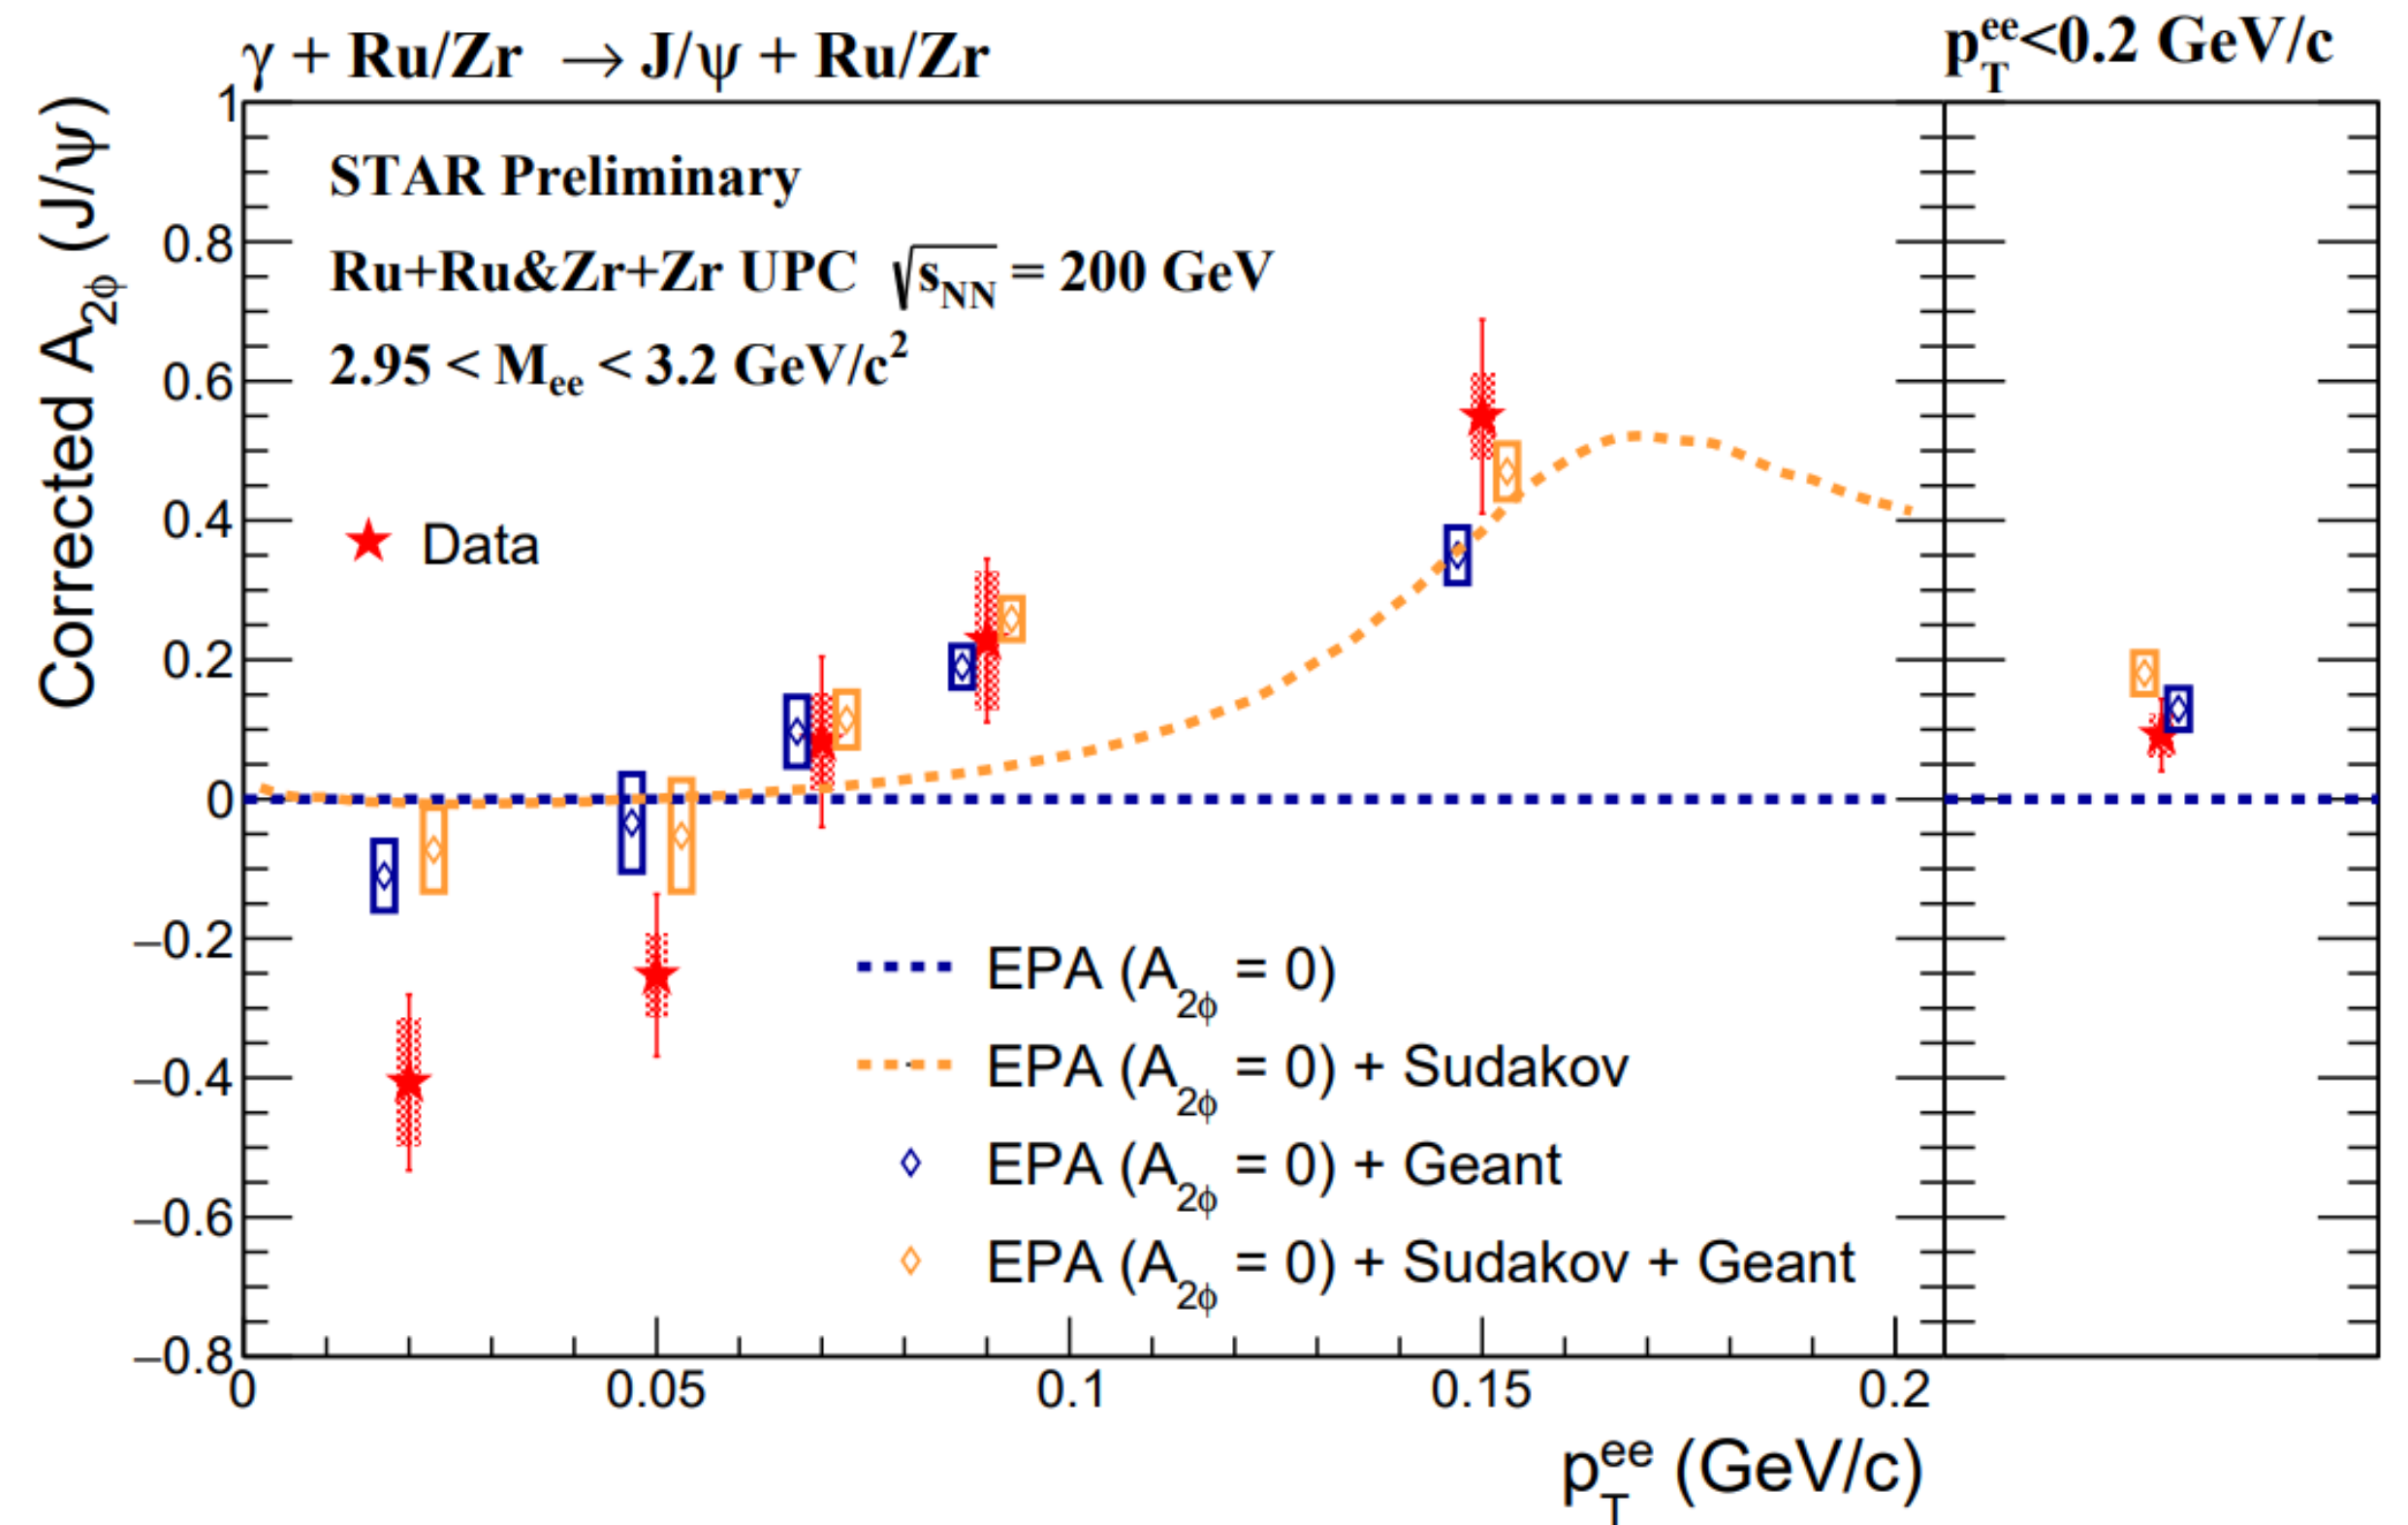 γ + Ru/Zr → J/ψ + Ru/Zr
p_T^ee<0.2 GeV/c
Corrected A_2ϕ (J/ψ)
1
0.8
0.6
0.4
0.2
0
−0.2
−0.4
−0.6
−0.8
STAR Preliminary
Ru+Ru&Zr+Zr UPC √s_NN = 200 GeV
2.95 < M_ee < 3.2 GeV/c²
Data
EPA (A_2ϕ = 0)
EPA (A_2ϕ = 0) + Sudakov
EPA (A_2ϕ = 0) + Geant
EPA (A_2ϕ = 0) + Sudakov + Geant
0 0.05 0.1 0.15 0.2
p_T^ee (GeV/c)